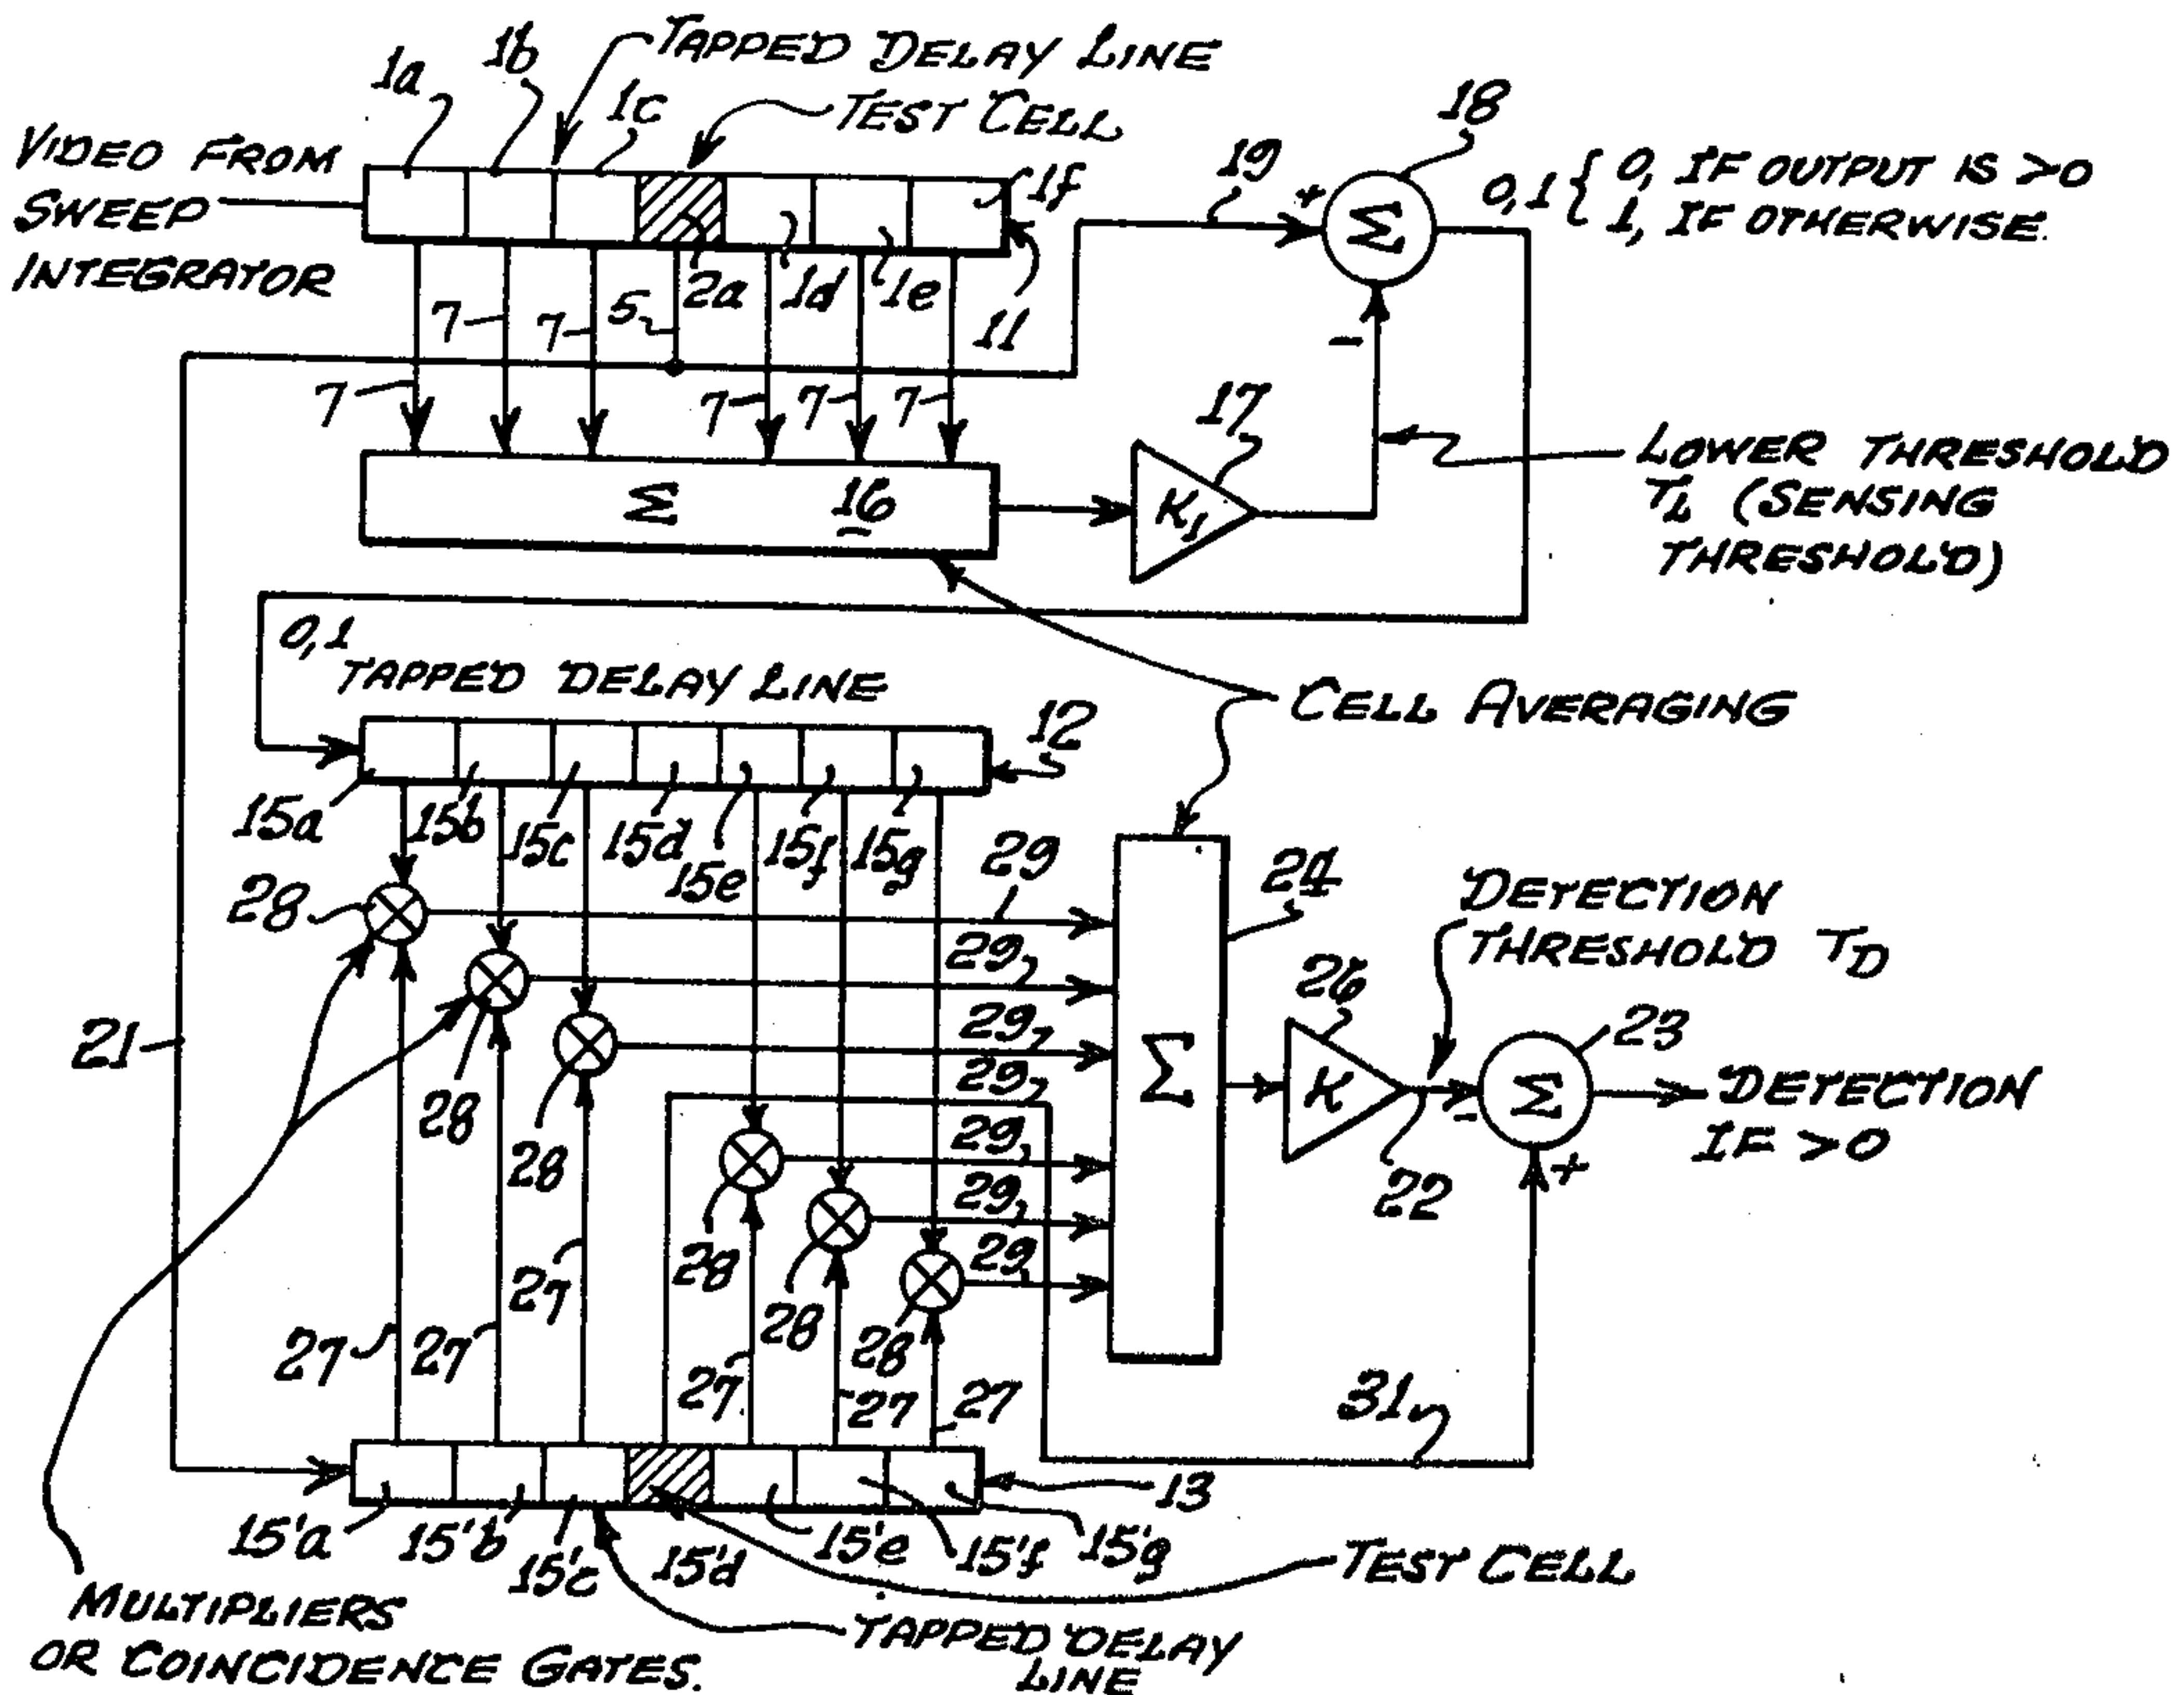 TAPPED DELAY LINE
1a
1b
1c
TEST CELL
VIDEO FROM
SWEEP
INTEGRATOR
1f
19
18
+
Σ
0,1 { 0, IF OUTPUT IS >0
1, IF OTHERWISE.
7
7
5
2a
1d
1e
11
-
7
7
7
7
17
LOWER THRESHOLD
TL (SENSING
THRESHOLD)
Σ
16
K1
0,1
TAPPED DELAY LINE
CELL AVERAGING
12
15a
15b
15c
15d
15e
15f
15g
29
24
28
29
DETECTION
THRESHOLD TD
26
29
29
23
21
28
28
Σ
K
-
Σ
DETECTION
IF >0
29
29
29
+
22
28
28
28
27
27
27
27
27
27
31
13
15'a
15'b
15'c
15'd
15'e
15'f
15'g
TEST CELL
MULTIPLIERS
OR COINCIDENCE GATES.
TAPPED DELAY
LINE